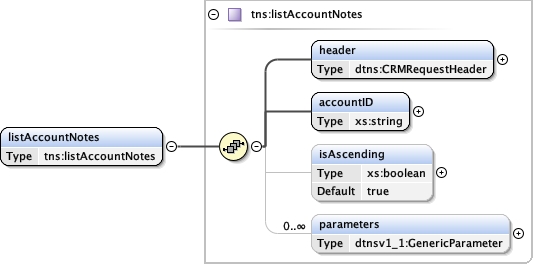 tns:listAccountNotes
header
Type dtns:CRMRequestHeader
accountID
Type xs:string
listAccountNotes
Type tns:listAccountNotes
isAscending
Type xs:boolean
Default true
0..∞
parameters
Type dtnsv1_1:GenericParameter